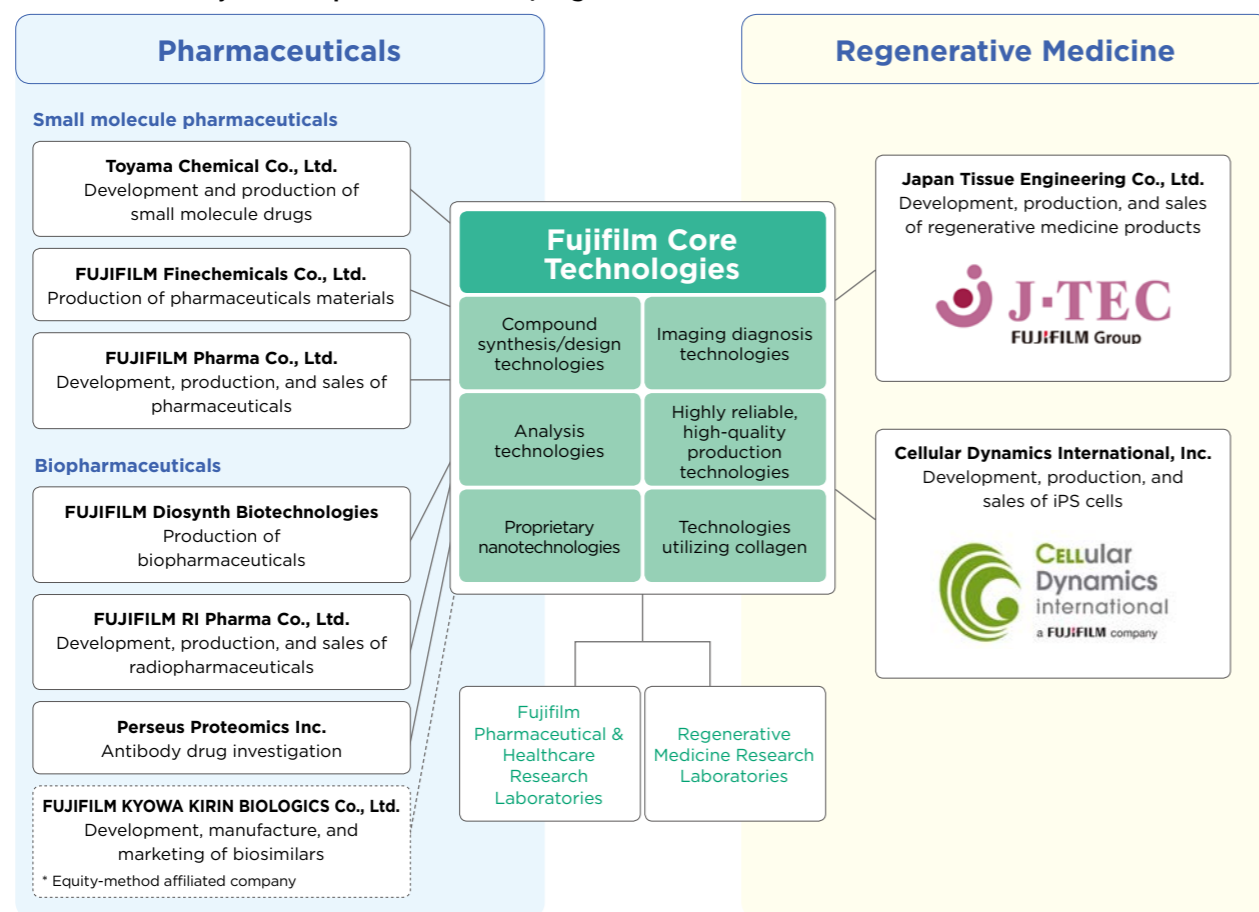 Pharmaceuticals
Small molecule pharmaceuticals
Toyama Chemical Co., Ltd.
Development and production of
small molecule drugs
FUJIFILM Finechemicals Co., Ltd.
Production of pharmaceuticals materials
FUJIFILM Pharma Co., Ltd.
Development, production, and sales of
pharmaceuticals
Biopharmaceuticals
FUJIFILM Diosynth Biotechnologies
Production of
biopharmaceuticals
FUJIFILM RI Pharma Co., Ltd.
Development, production, and sales of
radiopharmaceuticals
Perseus Proteomics Inc.
Antibody drug investigation
FUJIFILM KYOWA KIRIN BIOLOGICS Co., Ltd.
Development, manufacture, and
marketing of biosimilars
* Equity-method affiliated company
Fujifilm Core
Technologies
Compound
synthesis/design
technologies
Imaging diagnosis
technologies
Analysis
technologies
Highly reliable,
high-quality
production
technologies
Proprietary
nanotechnologies
Technologies
utilizing collagen
Fujifilm
Pharmaceutical &
Healthcare
Research
Laboratories
Regenerative
Medicine Research
Laboratories
Regenerative Medicine
Japan Tissue Engineering Co., Ltd.
Development, production, and sales
of regenerative medicine products
J-TEC
FUJIFILM Group
Cellular Dynamics International, Inc.
Development, production, and
sales of iPS cells
CELLular
Dynamics
international
a FUJIFILM company